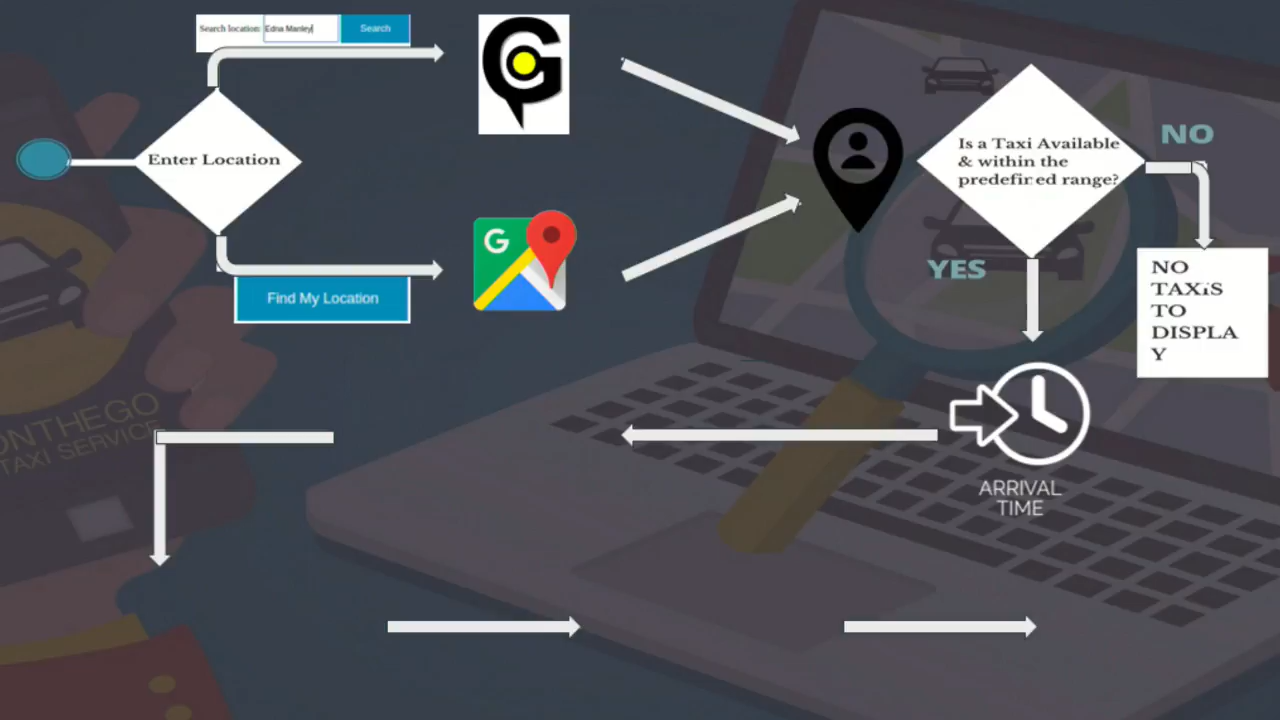 Search location: Edna Manley Search
Enter Location
Find My Location
G
Is a Taxi Available
& within the
predefined range?
NO
YES
NO
TAXIS
TO
DISPLA
Y
ARRIVAL
TIME
ONTHEGO
TAXI SERVICE